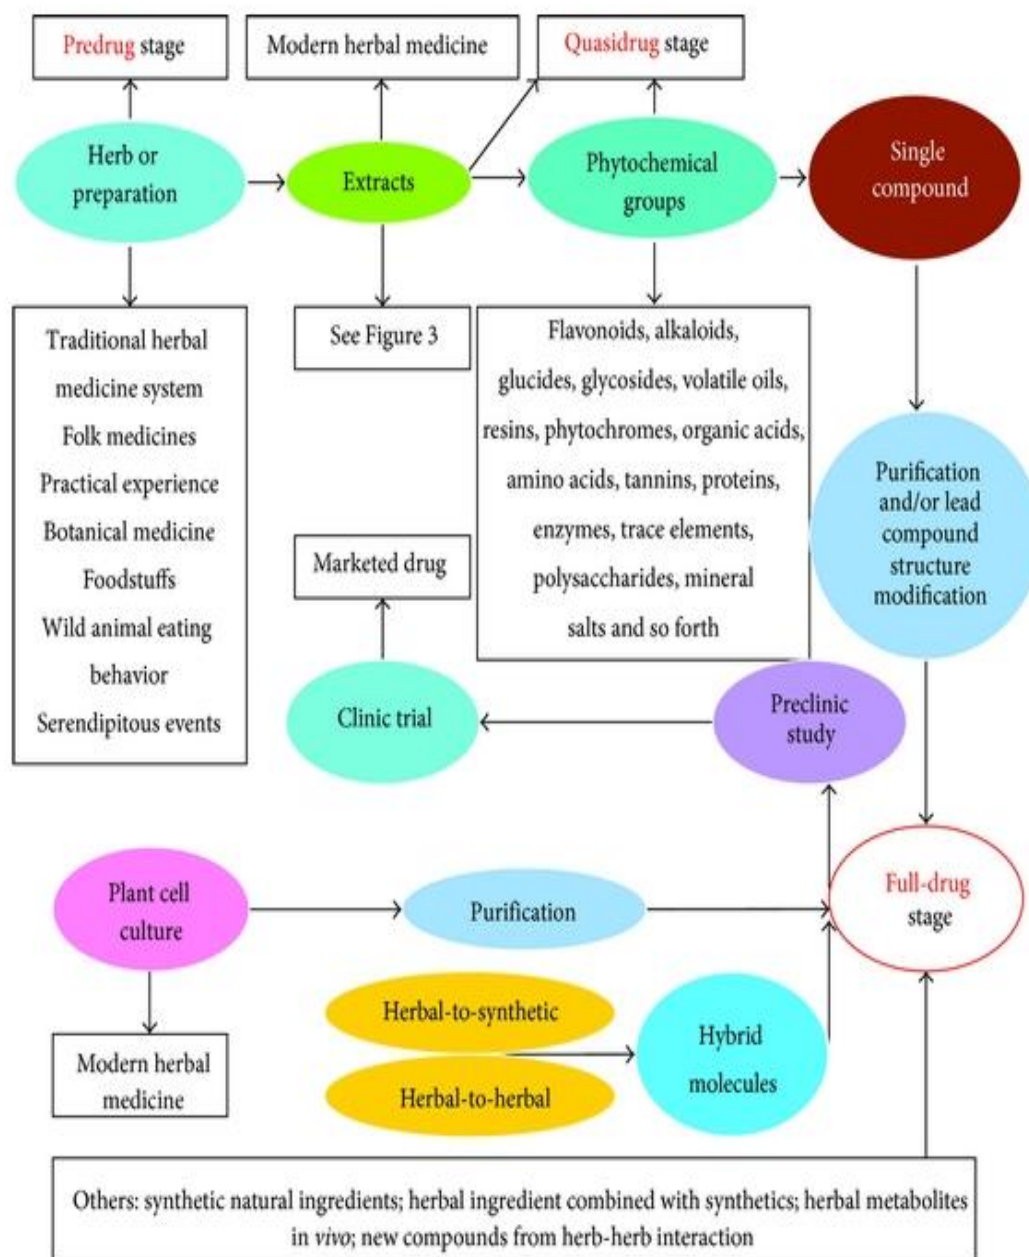 Predrug stage
Modern herbal medicine
Quasidrug stage
Herb or
preparation
Extracts
Phytochemical
groups
Single
compound
Traditional herbal
medicine system
Folk medicines
Practical experience
Botanical medicine
Foodstuffs
Wild animal eating
behavior
Serendipitous events
See Figure 3
Flavonoids, alkaloids,
glucides, glycosides, volatile oils,
resins, phytochromes, organic acids,
amino acids, tannins, proteins,
enzymes, trace elements,
polysaccharides, mineral
salts and so forth
Purification
and/or lead
compound
structure
modification
Marketed drug
Clinic trial
Preclinic
study
Plant cell
culture
Purification
Full-drug
stage
Herbal-to-synthetic
Herbal-to-herbal
Hybrid
molecules
Modern herbal
medicine
Others: synthetic natural ingredients; herbal ingredient combined with synthetics; herbal metabolites
in vivo; new compounds from herb-herb interaction